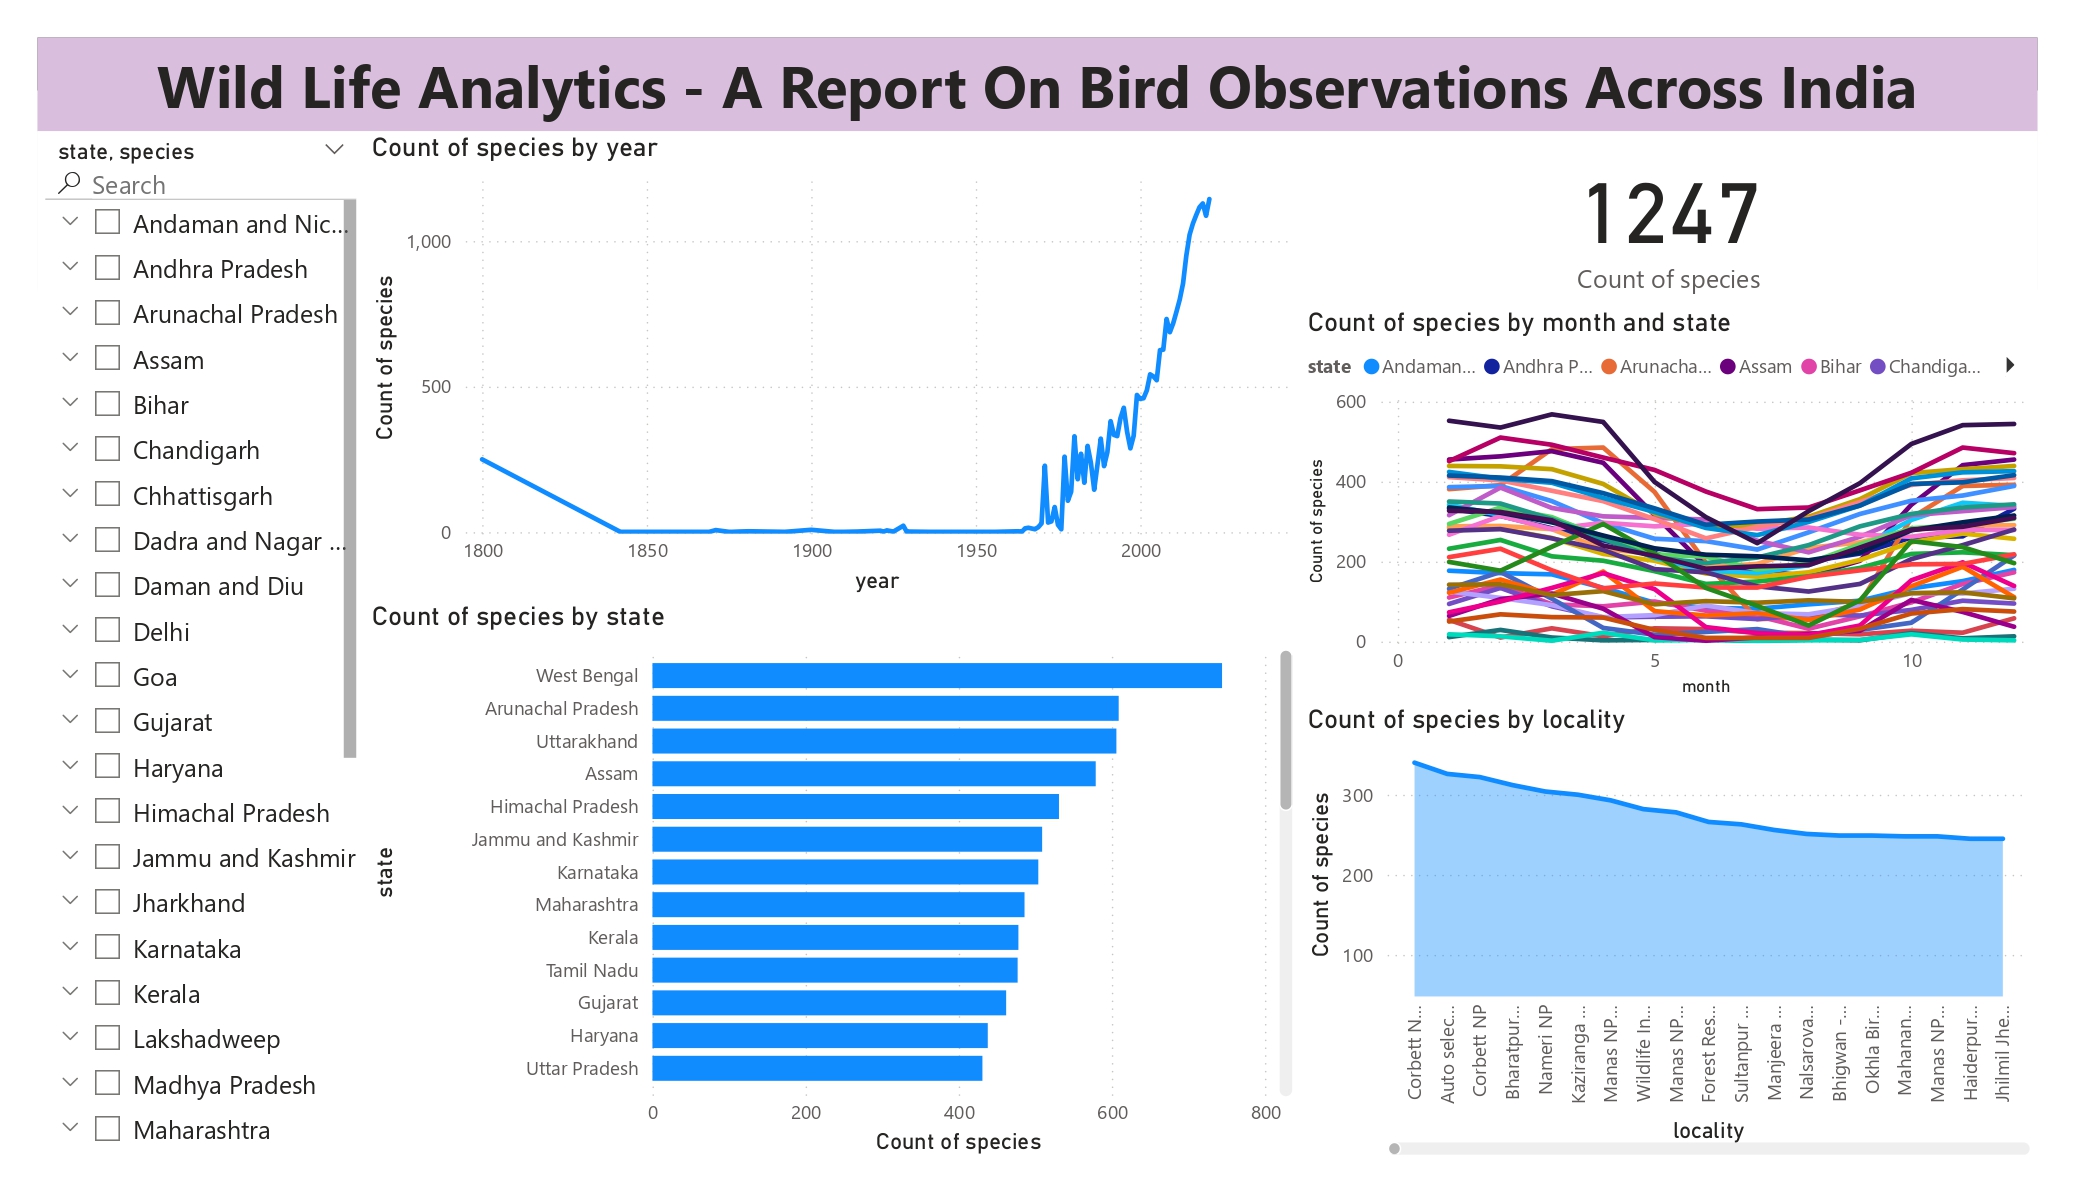 Wild Life Analytics - A Report On Bird Observations Across India
state, species
Search
Andaman and Nic...
Andhra Pradesh
Arunachal Pradesh
Assam
Bihar
Chandigarh
Chhattisgarh
Dadra and Nagar ...
Daman and Diu
Delhi
Goa
Gujarat
Haryana
Himachal Pradesh
Jammu and Kashmir
Jharkhand
Karnataka
Kerala
Lakshadweep
Madhya Pradesh
Maharashtra
Count of species by year
Count of species
1,000
500
0
1800 1850 1900 1950 2000
year
Count of species by state
state
West Bengal
Arunachal Pradesh
Uttarakhand
Assam
Himachal Pradesh
Jammu and Kashmir
Karnataka
Maharashtra
Kerala
Tamil Nadu
Gujarat
Haryana
Uttar Pradesh
0 200 400 600 800
Count of species
1247
Count of species
Count of species by month and state
state Andaman... Andhra P... Arunacha... Assam Bihar Chandiga...
Count of species
600
400
200
0
0 5 10
month
Count of species by locality
Count of species
300
200
100
Corbett N...
Auto selec...
Corbett NP
Bharatpur...
Nameri NP
Kaziranga ...
Manas NP...
Wildlife In...
Manas NP...
Forest Res...
Sultanpur ...
Manjeera ...
Nalsarova...
Bhigwan -...
Okhla Bir...
Mahanan...
Manas NP...
Haiderpur...
Jhilmil Jhe...
locality